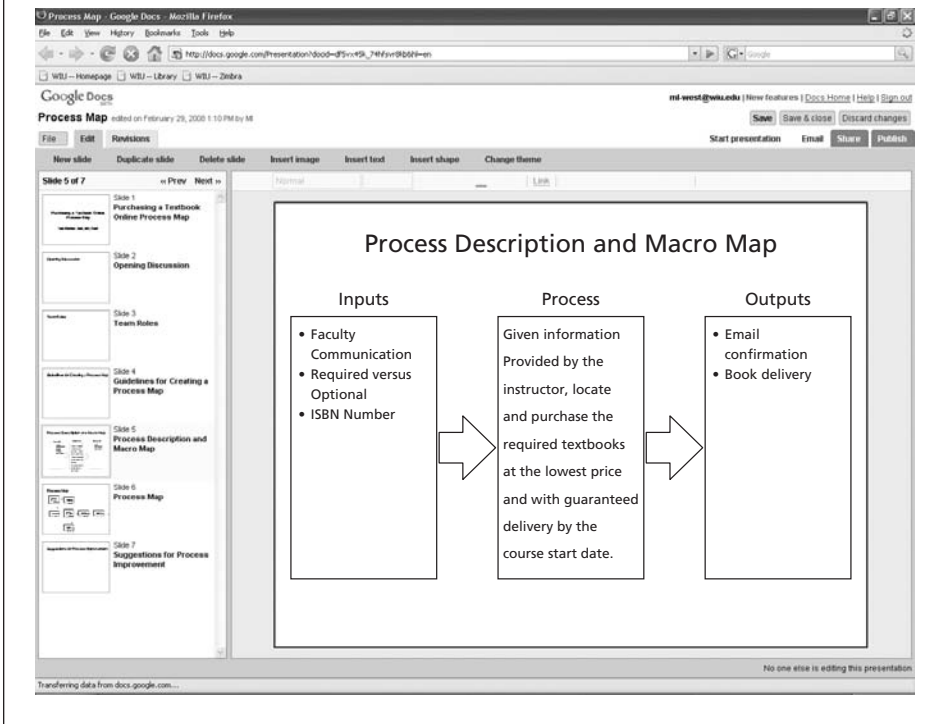 Process Map - Google Docs - Mozilla Firefox
File Edit View History Bookmarks Tools Help
Google
WIU -- Homepage WIU -- Library WIU -- Zimbra
Google Docs
BETA
ml-west@wiu.edu | New features | Docs Home | Help | Sign out
Process Map edited on February 29, 2008 1:10 PM by Ml
Save Save & close Discard changes
File Edit Revisions
Start presentation Email Share Publish
New slide Duplicate slide Delete slide Insert image Insert text Insert shape Change theme
Slide 5 of 7 « Prev Next »
Normal Link
Slide 1
Purchasing a Textbook
Online Process Map
Slide 2
Opening Discussion
Slide 3
Team Roles
Slide 4
Guidelines for Creating a
Process Map
Slide 5
Process Description and
Macro Map
Slide 6
Process Map
Slide 7
Suggestions for Process
Improvement
Process Description and Macro Map
Inputs
• Faculty
Communication
• Required versus
Optional
• ISBN Number
Process
Given information
Provided by the
instructor, locate
and purchase the
required textbooks
at the lowest price
and with guaranteed
delivery by the
course start date.
Outputs
• Email
confirmation
• Book delivery
No one else is editing this presentation
Transferring data from docs.google.com...